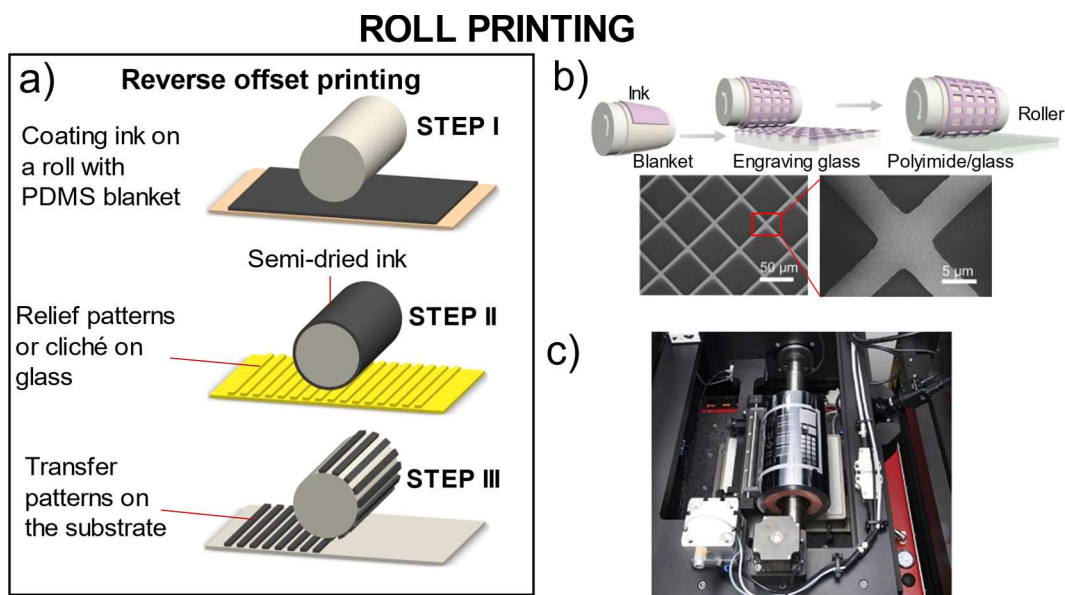 ROLL PRINTING
a)
Reverse offset printing
Coating ink on
a roll with
PDMS blanket
STEP I
Semi-dried ink
Relief patterns
or cliché on
glass
STEP II
Transfer
patterns on
the substrate
STEP III
b)
Ink
Roller
Blanket
Engraving glass
Polyimide/glass
50 µm
5 µm
c)